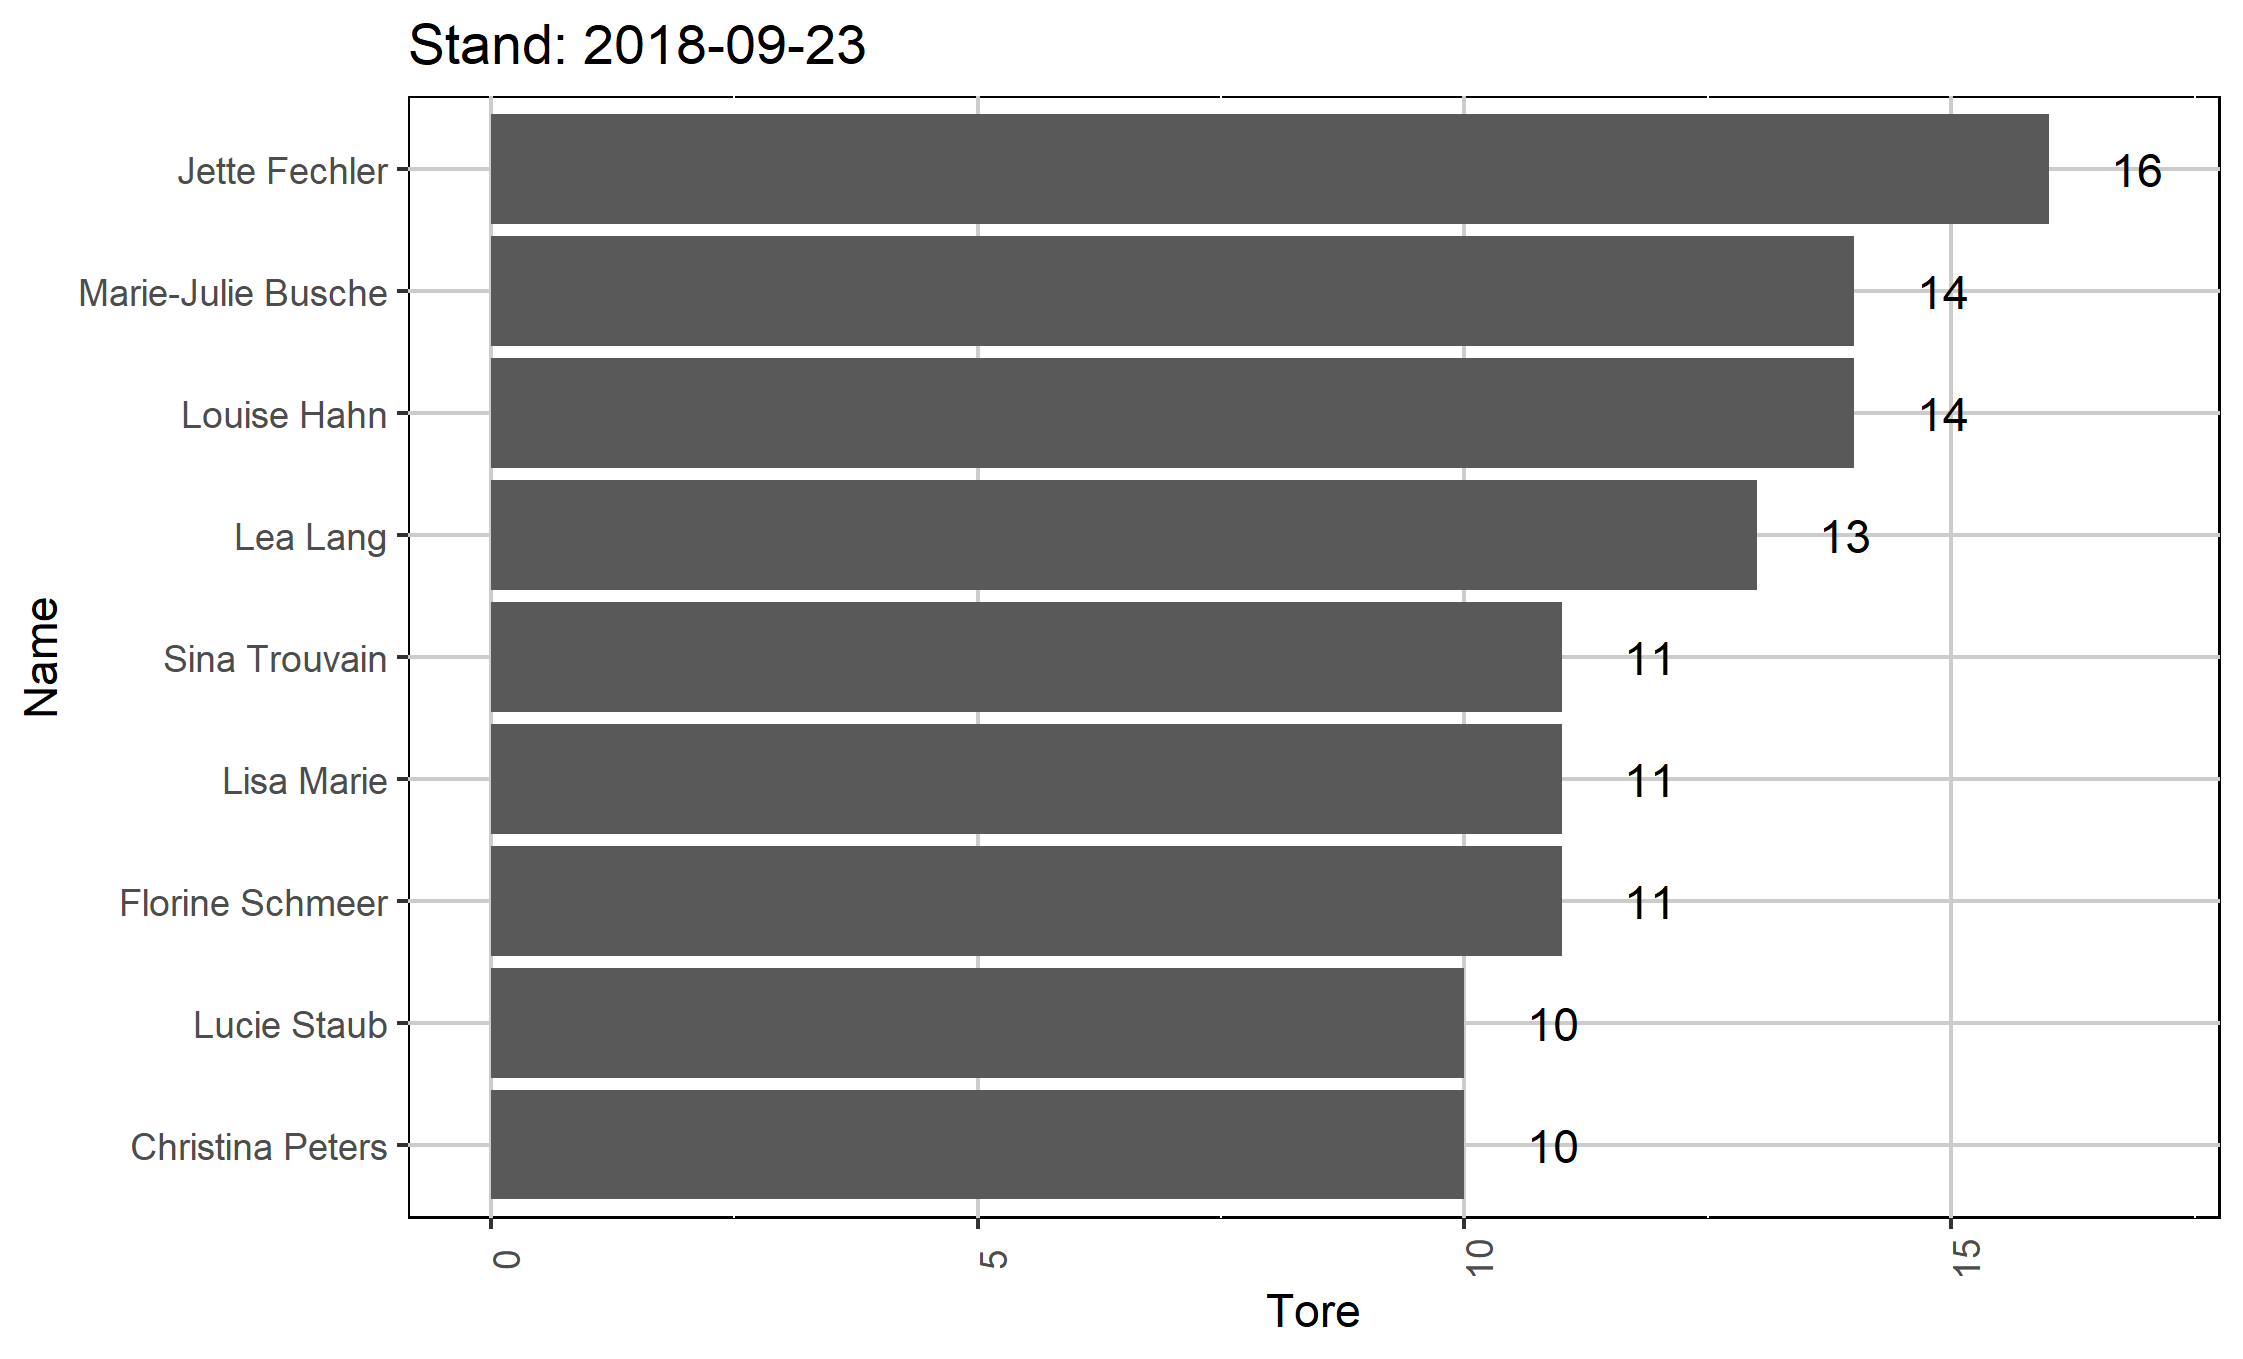 Stand: 2018-09-23
Jette Fechler 16
Marie-Julie Busche 14
Louise Hahn 14
Lea Lang 13
Sina Trouvain 11
Lisa Marie 11
Florine Schmeer 11
Lucie Staub 10
Christina Peters 10
Name
0 5 10 15
Tore